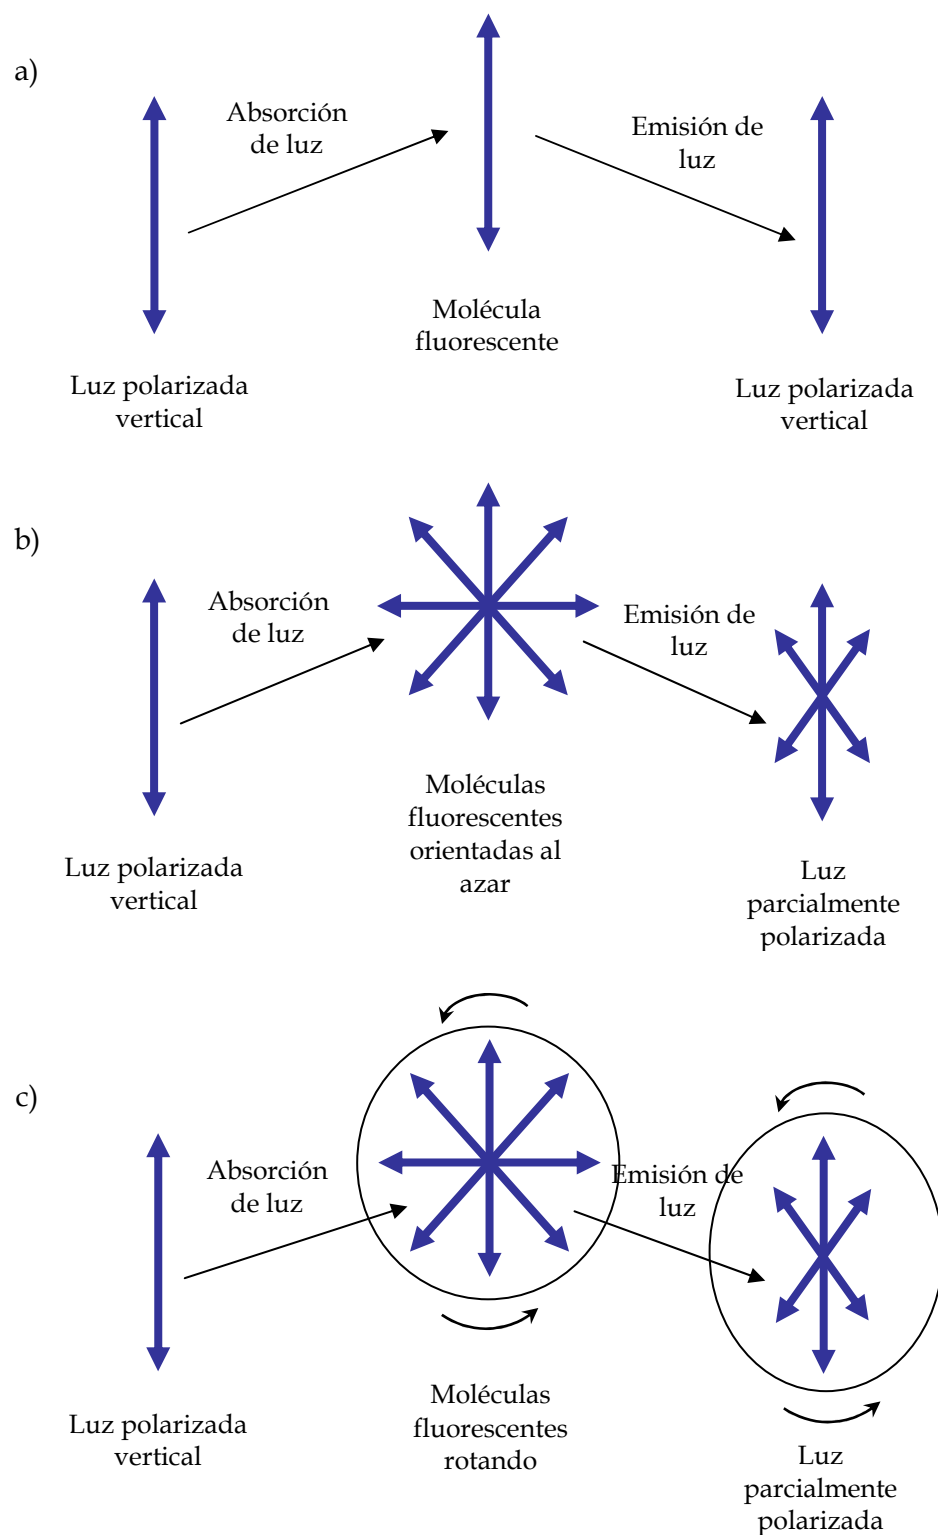 a)
Absorción
de luz
Emisión de
luz
Molécula
fluorescente
Luz polarizada
vertical
Luz polarizada
vertical
b)
Absorción
de luz
Emisión de
luz
Moléculas
fluorescentes
orientadas al
azar
Luz polarizada
vertical
Luz
parcialmente
polarizada
c)
Absorción
de luz
Emisión de
luz
Moléculas
fluorescentes
rotando
Luz polarizada
vertical
Luz
parcialmente
polarizada